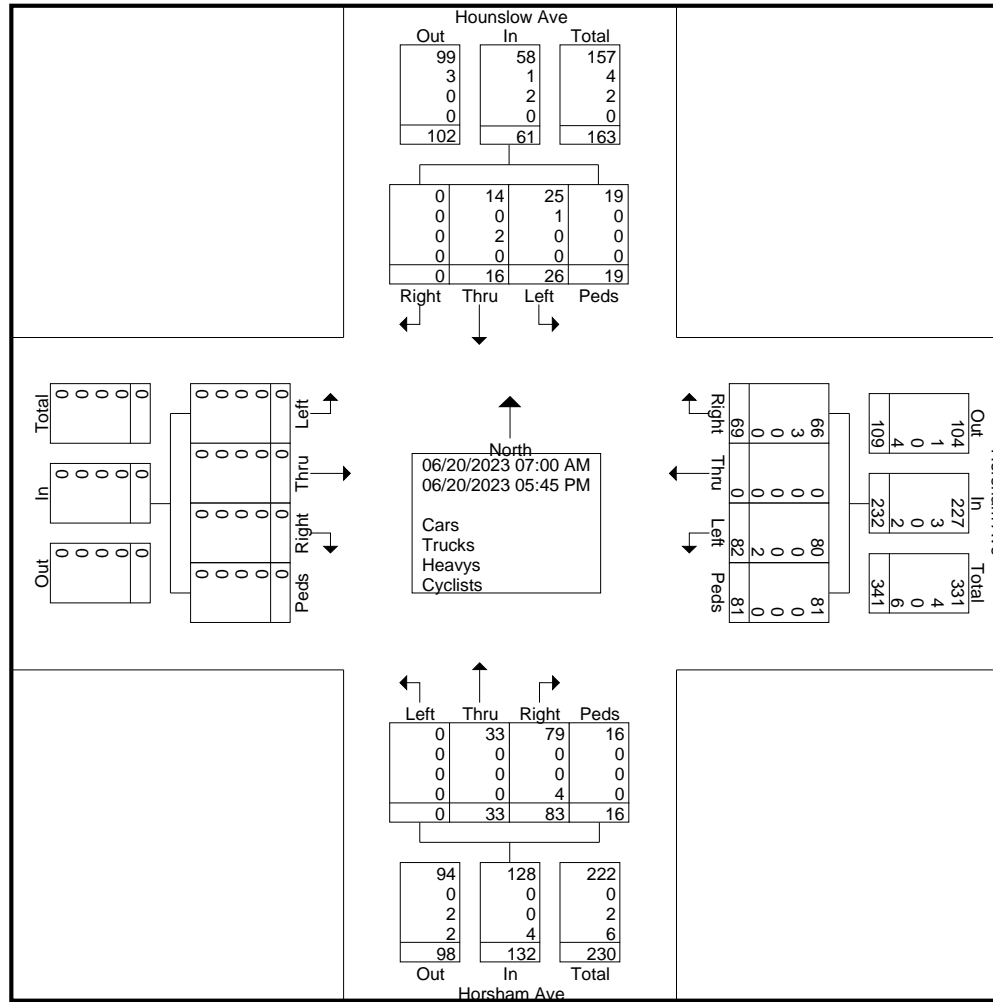 Hounslow Ave
Out In Total
99 58 157
3 1 4
0 2 2
0 0 0
102 61 163
0 14 25 19
0 0 1 0
0 2 0 0
0 0 0 0
0 16 26 19
Right Thru Left Peds
Total
0 0 0 0 0
In
0 0 0 0 0
Out
0 0 0 0 0
Left
0 0 0 0 0
Thru
0 0 0 0 0
Right
0 0 0 0 0
Peds
0 0 0 0 0
North
06/20/2023 07:00 AM
06/20/2023 05:45 PM
Cars
Trucks
Heavys
Cyclists
Right
66 3 0 0 69
Thru
0 0 0 0 0
Left
80 0 0 2 82
Peds
81 0 0 0 81
Out
104 1 0 4 109
In
227 3 0 2 232
Total
331 4 0 6 341
Left Thru Right Peds
0 33 79 16
0 0 0 0
0 0 0 0
0 0 4 0
0 33 83 16
94 128 222
0 0 0
2 0 2
2 4 6
98 132 230
Out In Total
Horsham Ave